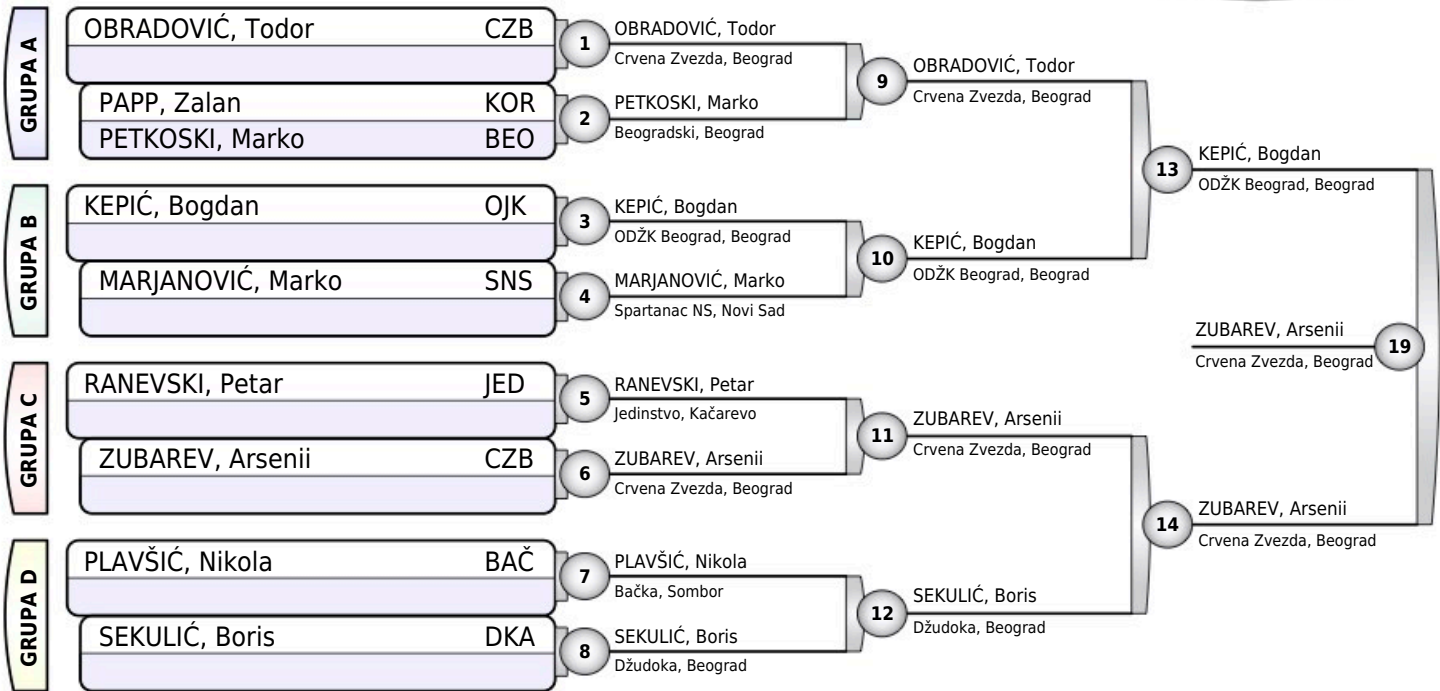 GRUPA A
OBRADOVIĆ, Todor CZB
PAPP, Zalan KOR
PETKOSKI, Marko BEO
GRUPA B
KEPIĆ, Bogdan OJK
MARJANOVIĆ, Marko SNS
GRUPA C
RANEVSKI, Petar JED
ZUBAREV, Arsenii CZB
GRUPA D
PLAVŠIĆ, Nikola BAČ
SEKULIĆ, Boris DKA
1
OBRADOVIĆ, Todor
Crvena Zvezda, Beograd
2
PETKOSKI, Marko
Beogradski, Beograd
3
KEPIĆ, Bogdan
ODŽK Beograd, Beograd
4
MARJANOVIĆ, Marko
Spartanac NS, Novi Sad
5
RANEVSKI, Petar
Jedinstvo, Kačarevo
6
ZUBAREV, Arsenii
Crvena Zvezda, Beograd
7
PLAVŠIĆ, Nikola
Bačka, Sombor
8
SEKULIĆ, Boris
Džudoka, Beograd
9
OBRADOVIĆ, Todor
Crvena Zvezda, Beograd
10
KEPIĆ, Bogdan
ODŽK Beograd, Beograd
11
ZUBAREV, Arsenii
Crvena Zvezda, Beograd
12
SEKULIĆ, Boris
Džudoka, Beograd
13
KEPIĆ, Bogdan
ODŽK Beograd, Beograd
14
ZUBAREV, Arsenii
Crvena Zvezda, Beograd
ZUBAREV, Arsenii
Crvena Zvezda, Beograd
19